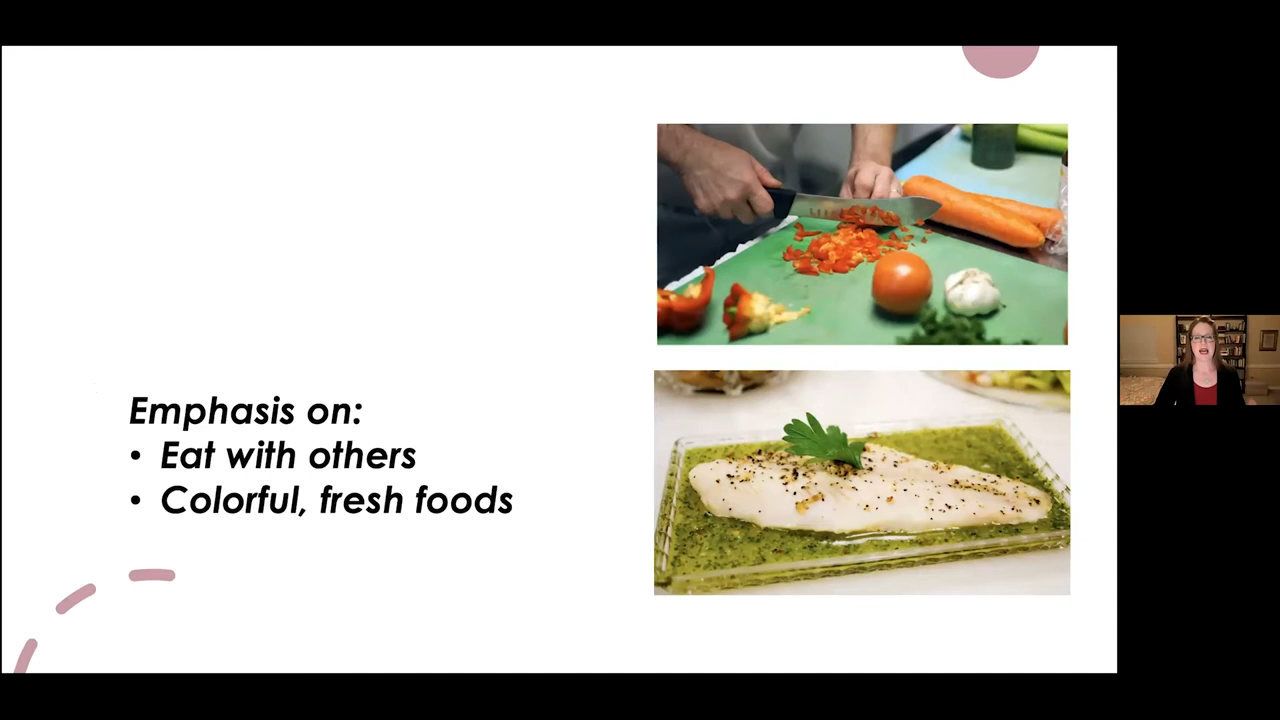 Emphasis on:
• Eat with others
• Colorful, fresh foods